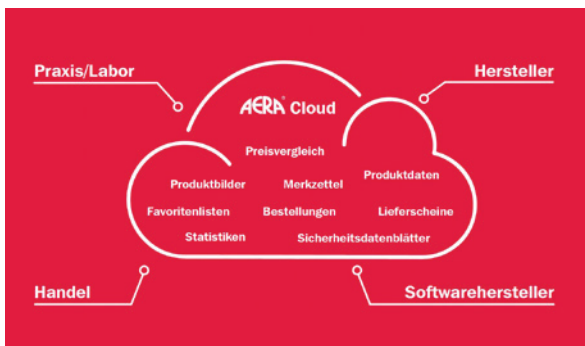 Praxis/Labor
Hersteller
AERA® Cloud
Preisvergleich
Produktbilder Merkzettel Produktdaten
Favoritenlisten Bestellungen Lieferscheine
Statistiken Sicherheitsdatenblätter
Handel
Softwarehersteller